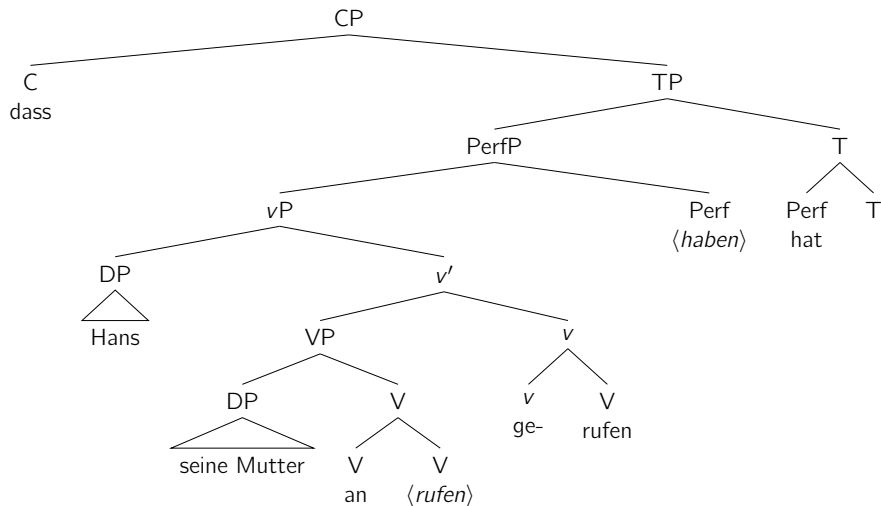 CP
C TP
dass
PerfP T
vP Perf Perf T
⟨haben⟩ hat
DP v′
Hans VP v
DP V v V
ge- rufen
seine Mutter V V
an ⟨rufen⟩